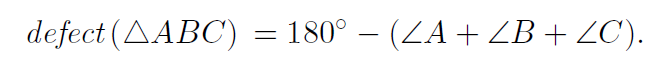 defect(△ABC) = 180° − (∠A + ∠B + ∠C).